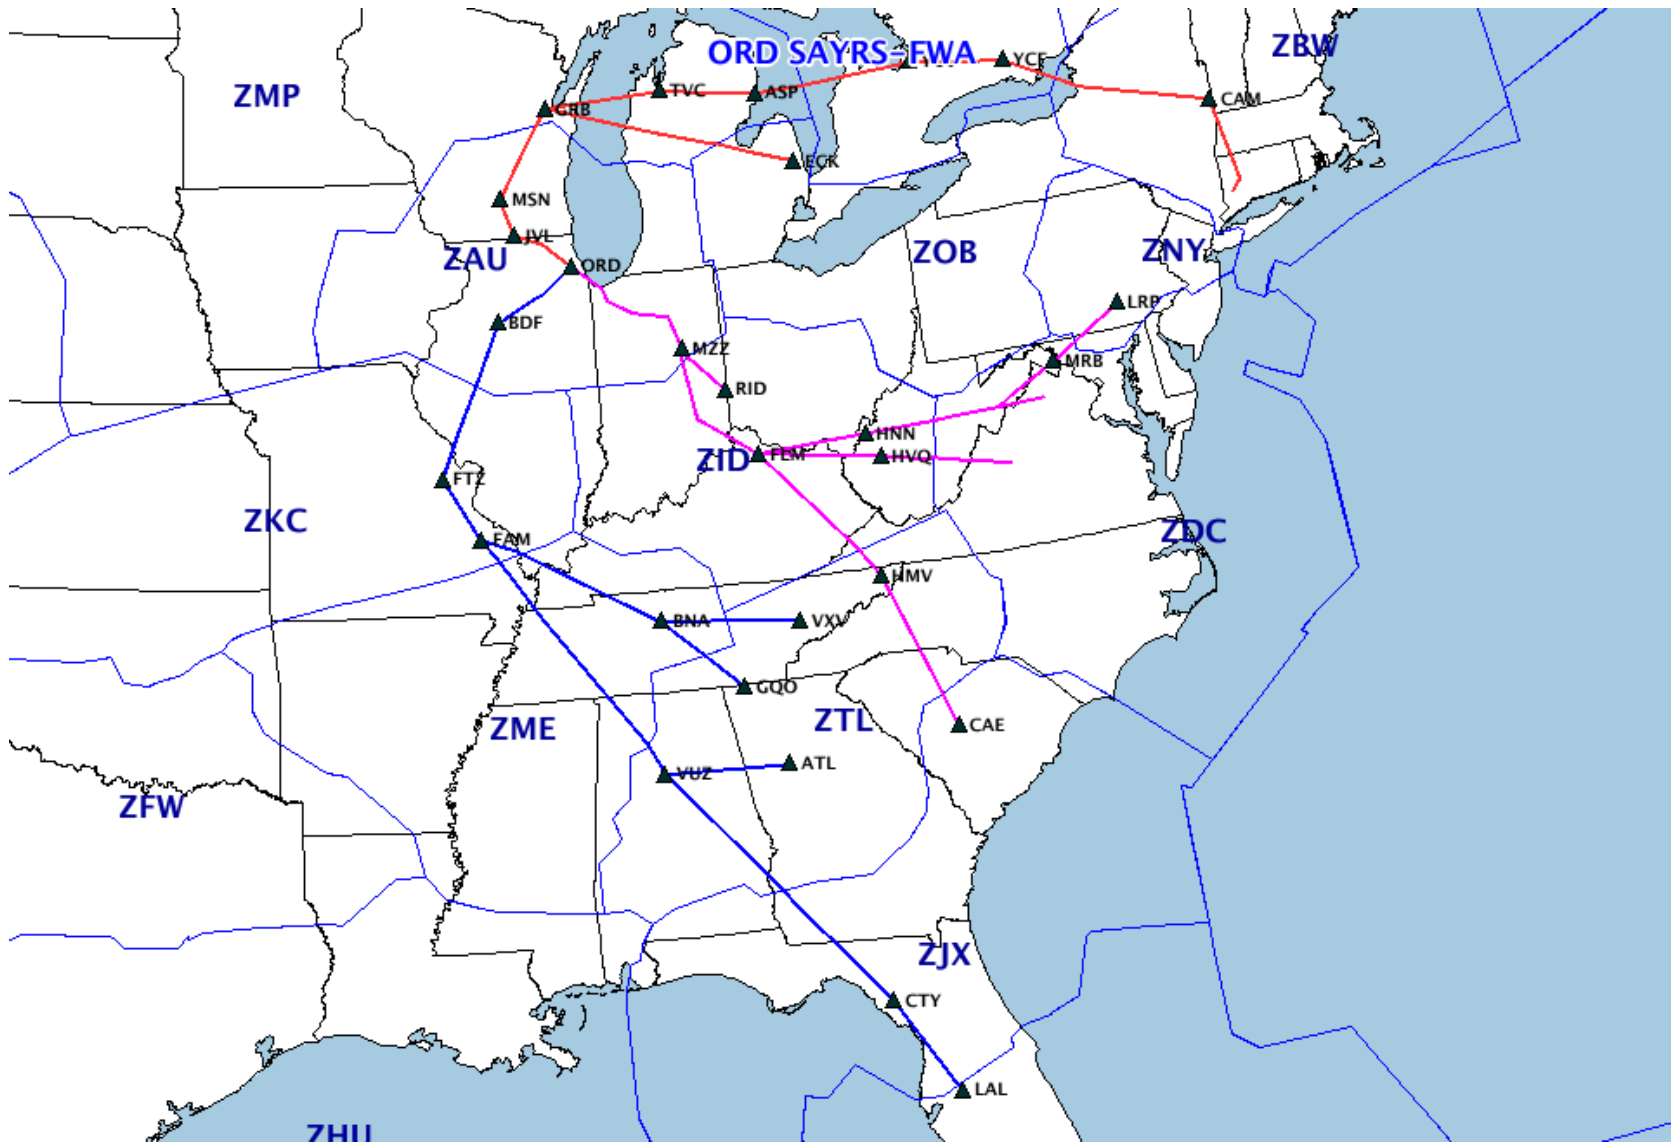 ZBW
ORD SAYRS-FWA
YCF
TVC
ASP
ZMP
CAM
GRB
ECK
MSN
JVL
ZAU
ORD
ZOB
ZNY
LRP
BDF
MZZ
MRB
RID
HNN
ZID
FLM
HVQ
FTZ
ZKC
ZDC
FAM
HMV
BNA
VXV
GQO
ZME
ZTL
CAE
VUZ
ATL
ZFW
ZJX
CTY
LAL
ZHU